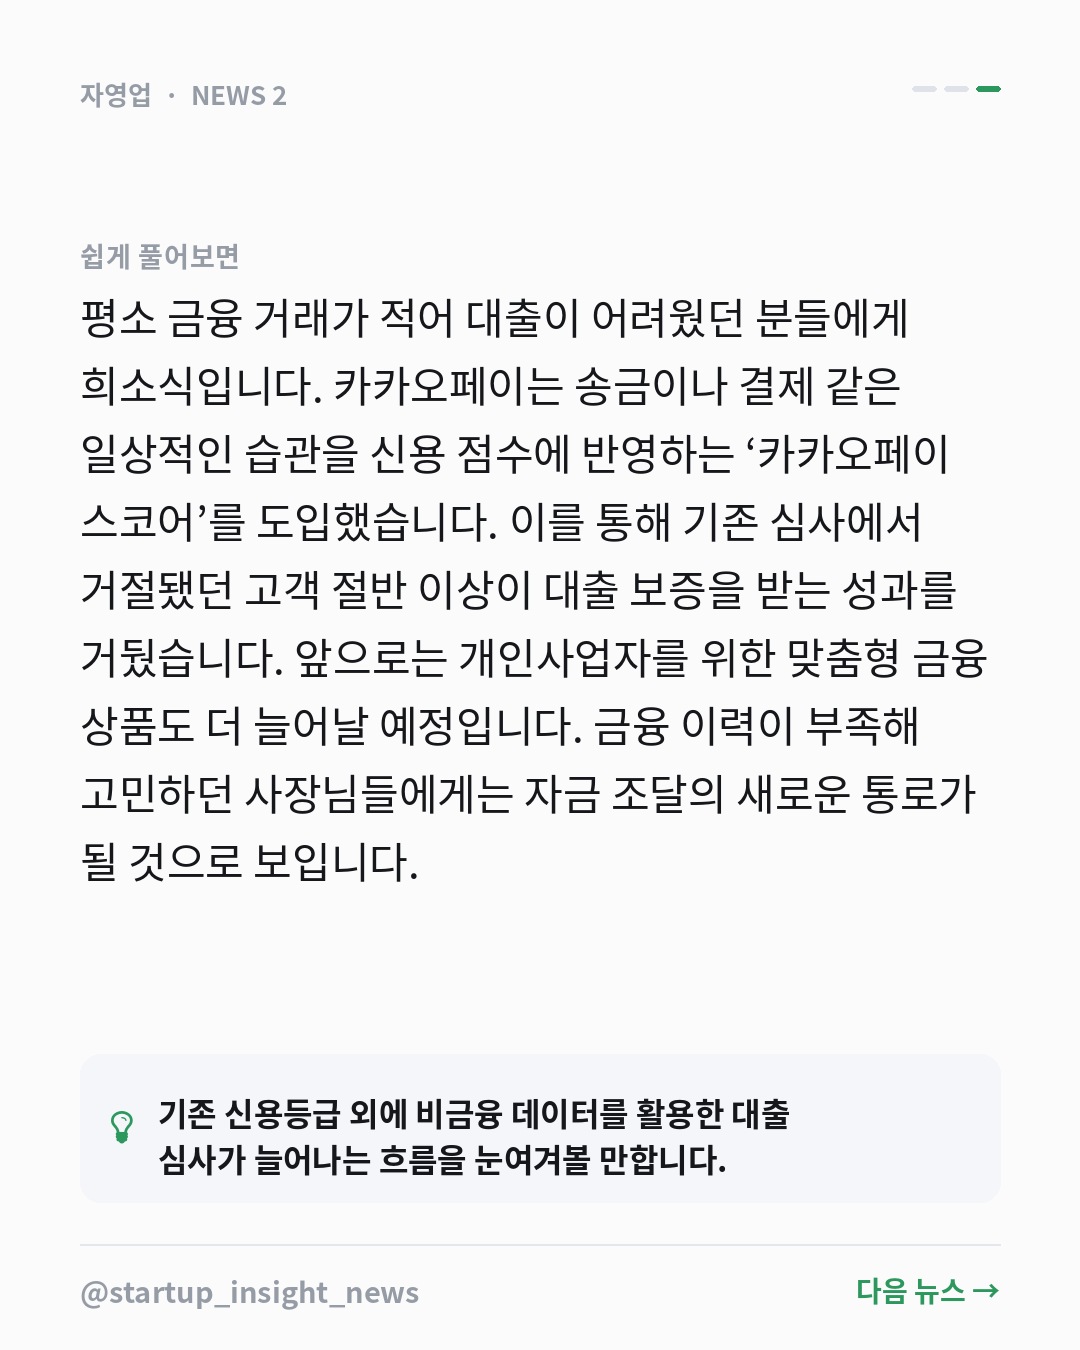 자영업 · NEWS 2
쉽게 풀어보면
평소 금융 거래가 적어 대출이 어려웠던 분들에게
희소식입니다. 카카오페이는 송금이나 결제 같은
일상적인 습관을 신용 점수에 반영하는 ‘카카오페이
스코어’를 도입했습니다. 이를 통해 기존 심사에서
거절됐던 고객 절반 이상이 대출 보증을 받는 성과를
거뒀습니다. 앞으로는 개인사업자를 위한 맞춤형 금융
상품도 더 늘어날 예정입니다. 금융 이력이 부족해
고민하던 사장님들에게는 자금 조달의 새로운 통로가
될 것으로 보입니다.
기존 신용등급 외에 비금융 데이터를 활용한 대출
심사가 늘어나는 흐름을 눈여겨볼 만합니다.
@startup_insight_news
다음 뉴스 →